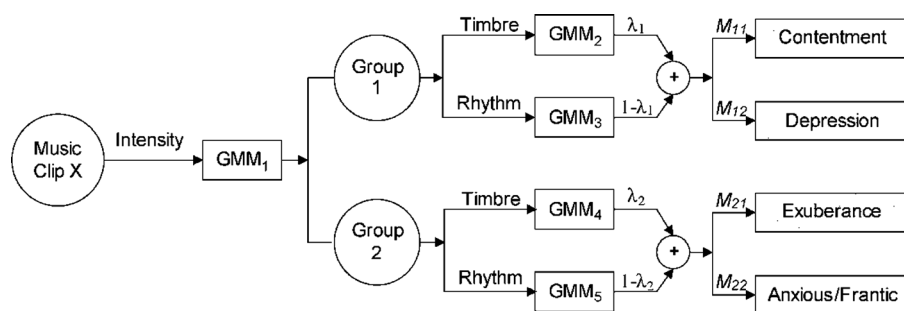 Music
Clip X
Intensity
GMM₁
Group
1
Timbre
GMM₂
λ₁
Rhythm
GMM₃
1-λ₁
+
M₁₁
Contentment
M₁₂
Depression
Group
2
Timbre
GMM₄
λ₂
Rhythm
GMM₅
1-λ₂
+
M₂₁
Exuberance
M₂₂
Anxious/Frantic